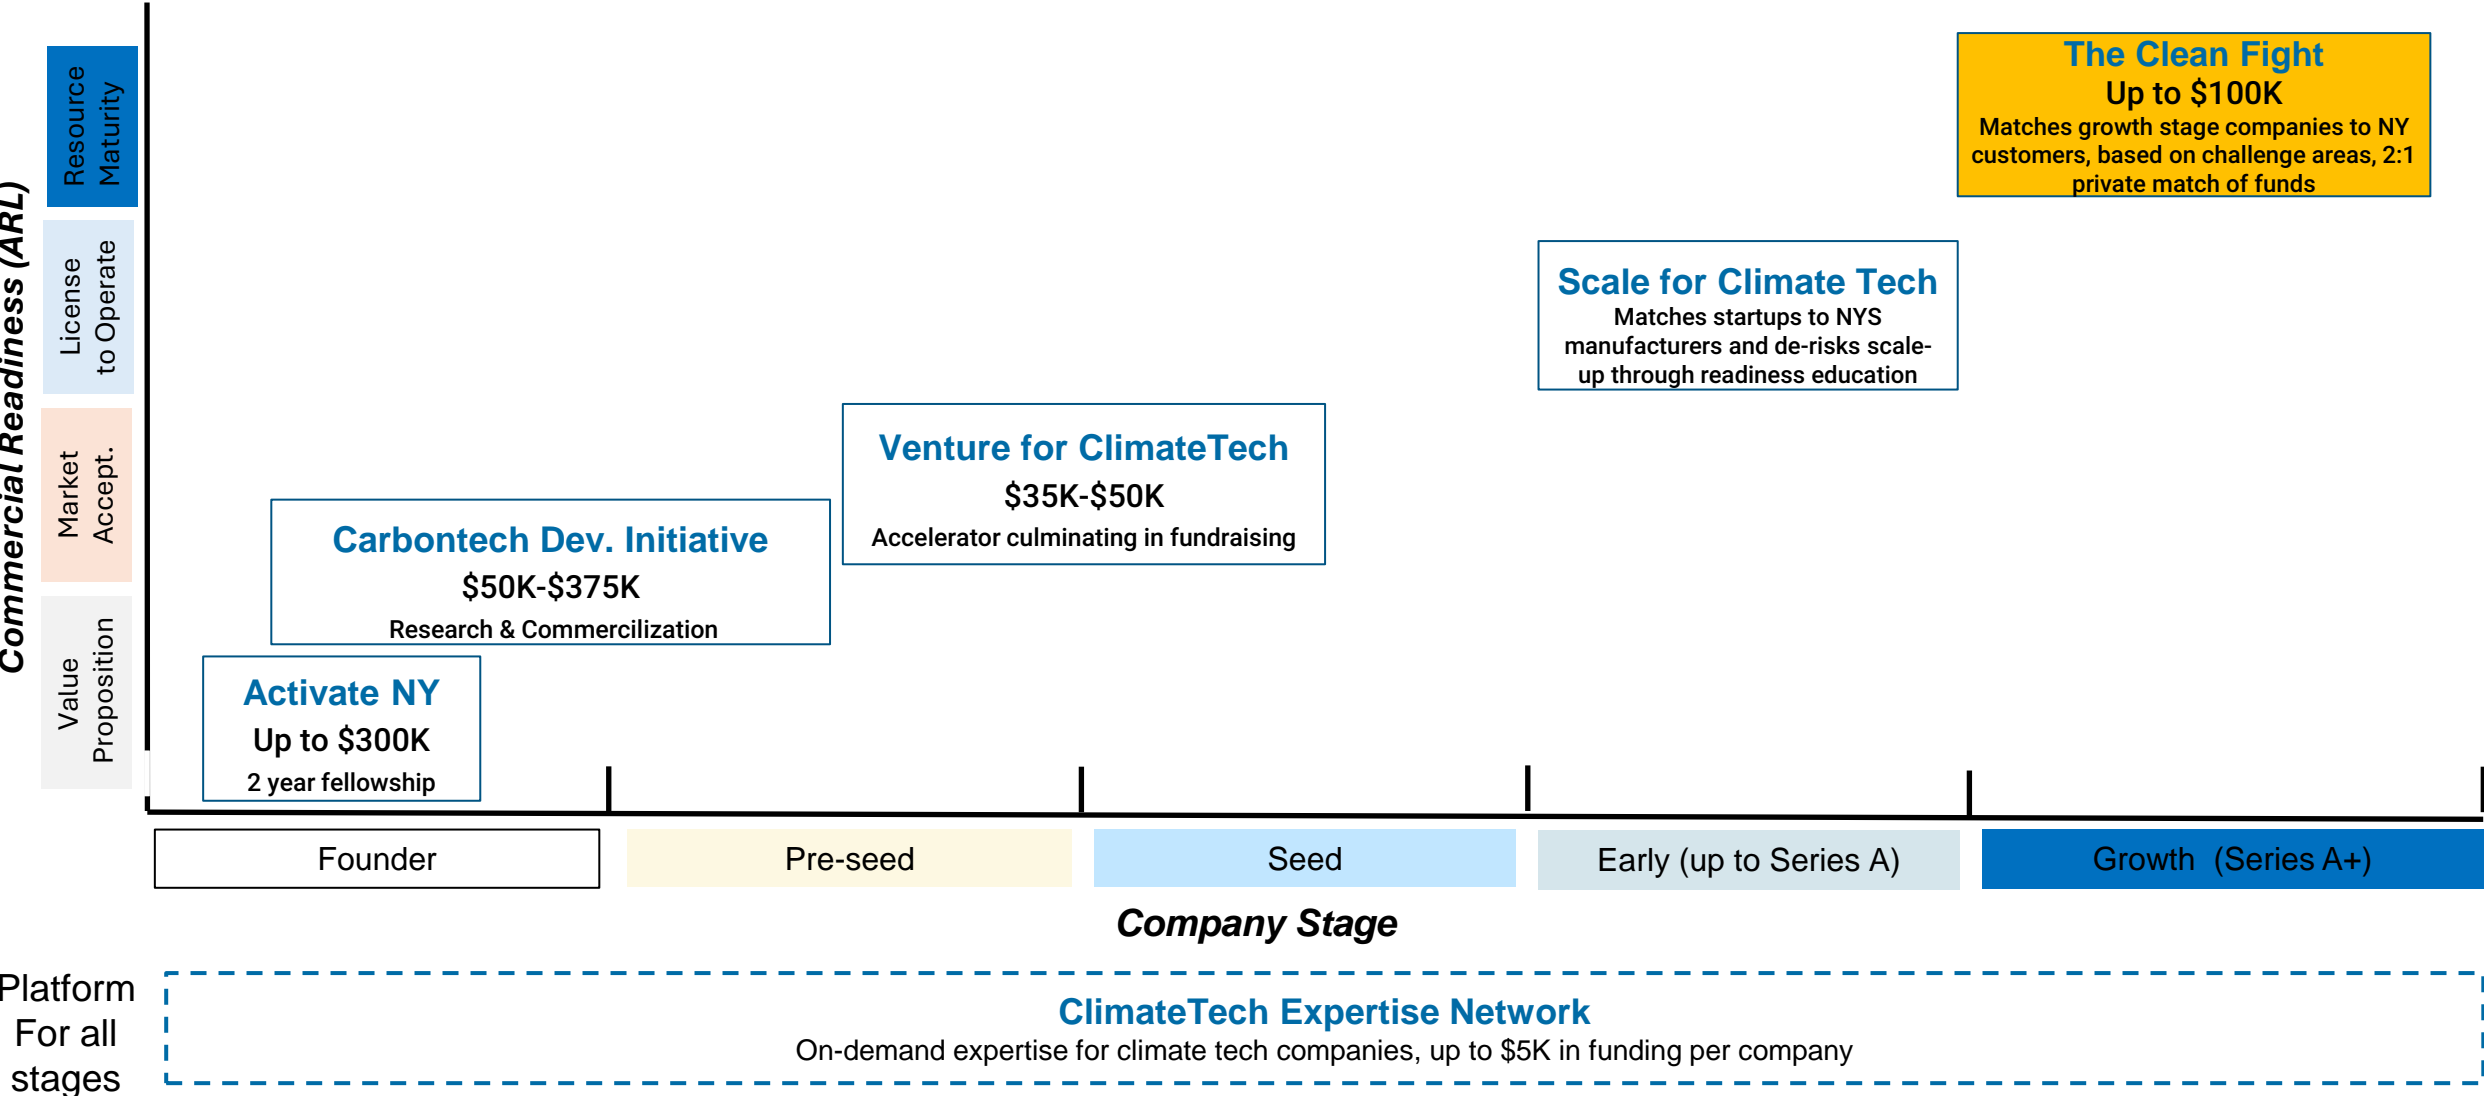 Commercial Readiness (ARL)
Resource
Maturity
License
to Operate
Market
Accept.
Value
Proposition
The Clean Fight
Up to $100K
Matches growth stage companies to NY
customers, based on challenge areas, 2:1
private match of funds
Scale for Climate Tech
Matches startups to NYS
manufacturers and de-risks scale-
up through readiness education
Venture for ClimateTech
$35K-$50K
Accelerator culminating in fundraising
Carbontech Dev. Initiative
$50K-$375K
Research & Commercilization
Activate NY
Up to $300K
2 year fellowship
Founder
Pre-seed
Seed
Early (up to Series A)
Growth (Series A+)
Company Stage
Platform
For all
stages
ClimateTech Expertise Network
On-demand expertise for climate tech companies, up to $5K in funding per company